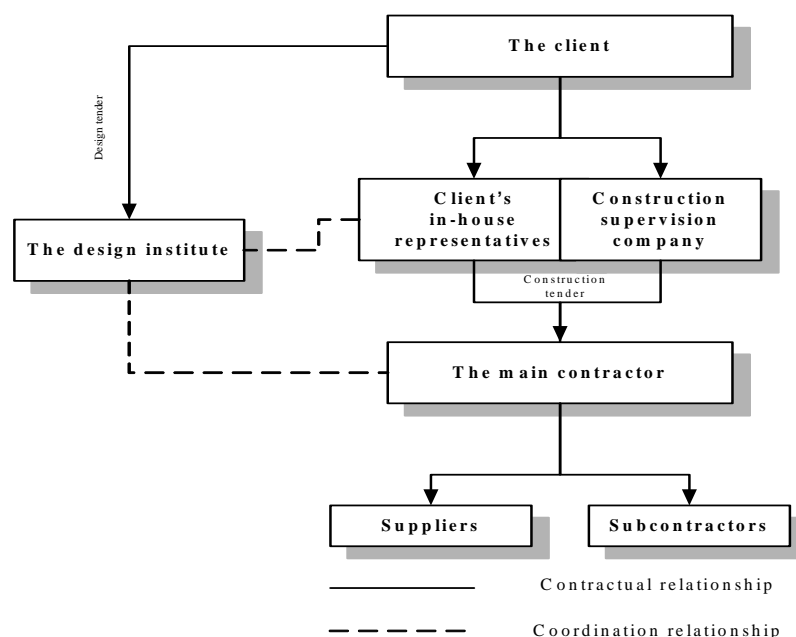 The client
Design tender
Client's
in-house
representatives
Construction
supervision
company
The design institute
Construction
tender
The main contractor
Suppliers
Subcontractors
Contractual relationship
Coordination relationship